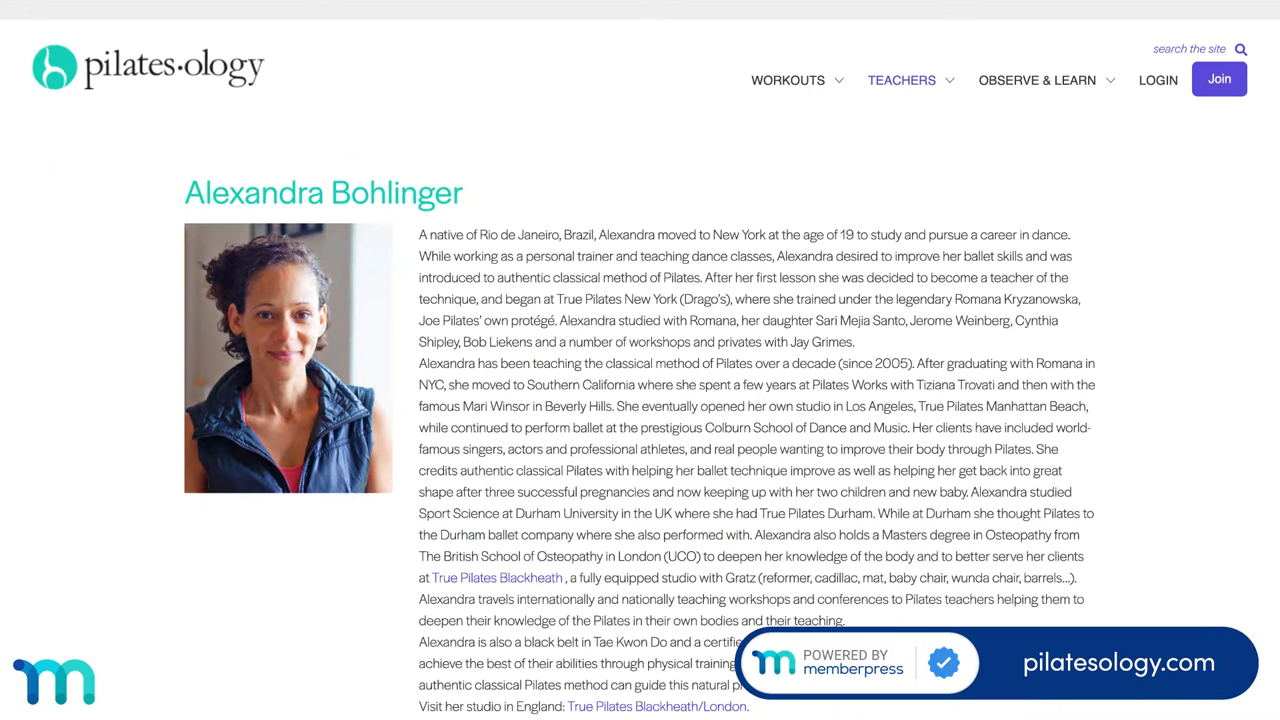 search the site
pilates·ology
WORKOUTS TEACHERS OBSERVE & LEARN LOGIN Join
Alexandra Bohlinger
A native of Rio de Janeiro, Brazil, Alexandra moved to New York at the age of 19 to study and pursue a career in dance.
While working as a personal trainer and teaching dance classes, Alexandra desired to improve her ballet skills and was
introduced to authentic classical method of Pilates. After her first lesson she was decided to become a teacher of the
technique, and began at True Pilates New York (Drago's), where she trained under the legendary Romana Kryzanowska,
Joe Pilates' own protégé. Alexandra studied with Romana, her daughter Sari Mejia Santo, Jerome Weinberg, Cynthia
Shipley, Bob Liekens and a number of workshops and privates with Jay Grimes.
Alexandra has been teaching the classical method of Pilates over a decade (since 2005). After graduating with Romana in
NYC, she moved to Southern California where she spent a few years at Pilates Works with Tiziana Trovati and then with the
famous Mari Winsor in Beverly Hills. She eventually opened her own studio in Los Angeles, True Pilates Manhattan Beach,
while continued to perform ballet at the prestigious Colburn School of Dance and Music. Her clients have included world-
famous singers, actors and professional athletes, and real people wanting to improve their body through Pilates. She
credits authentic classical Pilates with helping her ballet technique improve as well as helping her get back into great
shape after three successful pregnancies and now keeping up with her two children and new baby. Alexandra studied
Sport Science at Durham University in the UK where she had True Pilates Durham. While at Durham she thought Pilates to
the Durham ballet company where she also performed with. Alexandra also holds a Masters degree in Osteopathy from
The British School of Osteopathy in London (UCO) to deepen her knowledge of the body and to better serve her clients
at True Pilates Blackheath , a fully equipped studio with Gratz (reformer, cadillac, mat, baby chair, wunda chair, barrels...).
Alexandra travels internationally and nationally teaching workshops and conferences to Pilates teachers helping them to
deepen their knowledge of the Pilates in their own bodies and their teaching.
Alexandra is also a black belt in Tae Kwon Do and a
achieve the best of their abilities through physical training
authentic classical Pilates method can guide this natural
Visit her studio in England: True Pilates Blackheath/London.
m
POWERED BY
memberpress
pilatesology.com